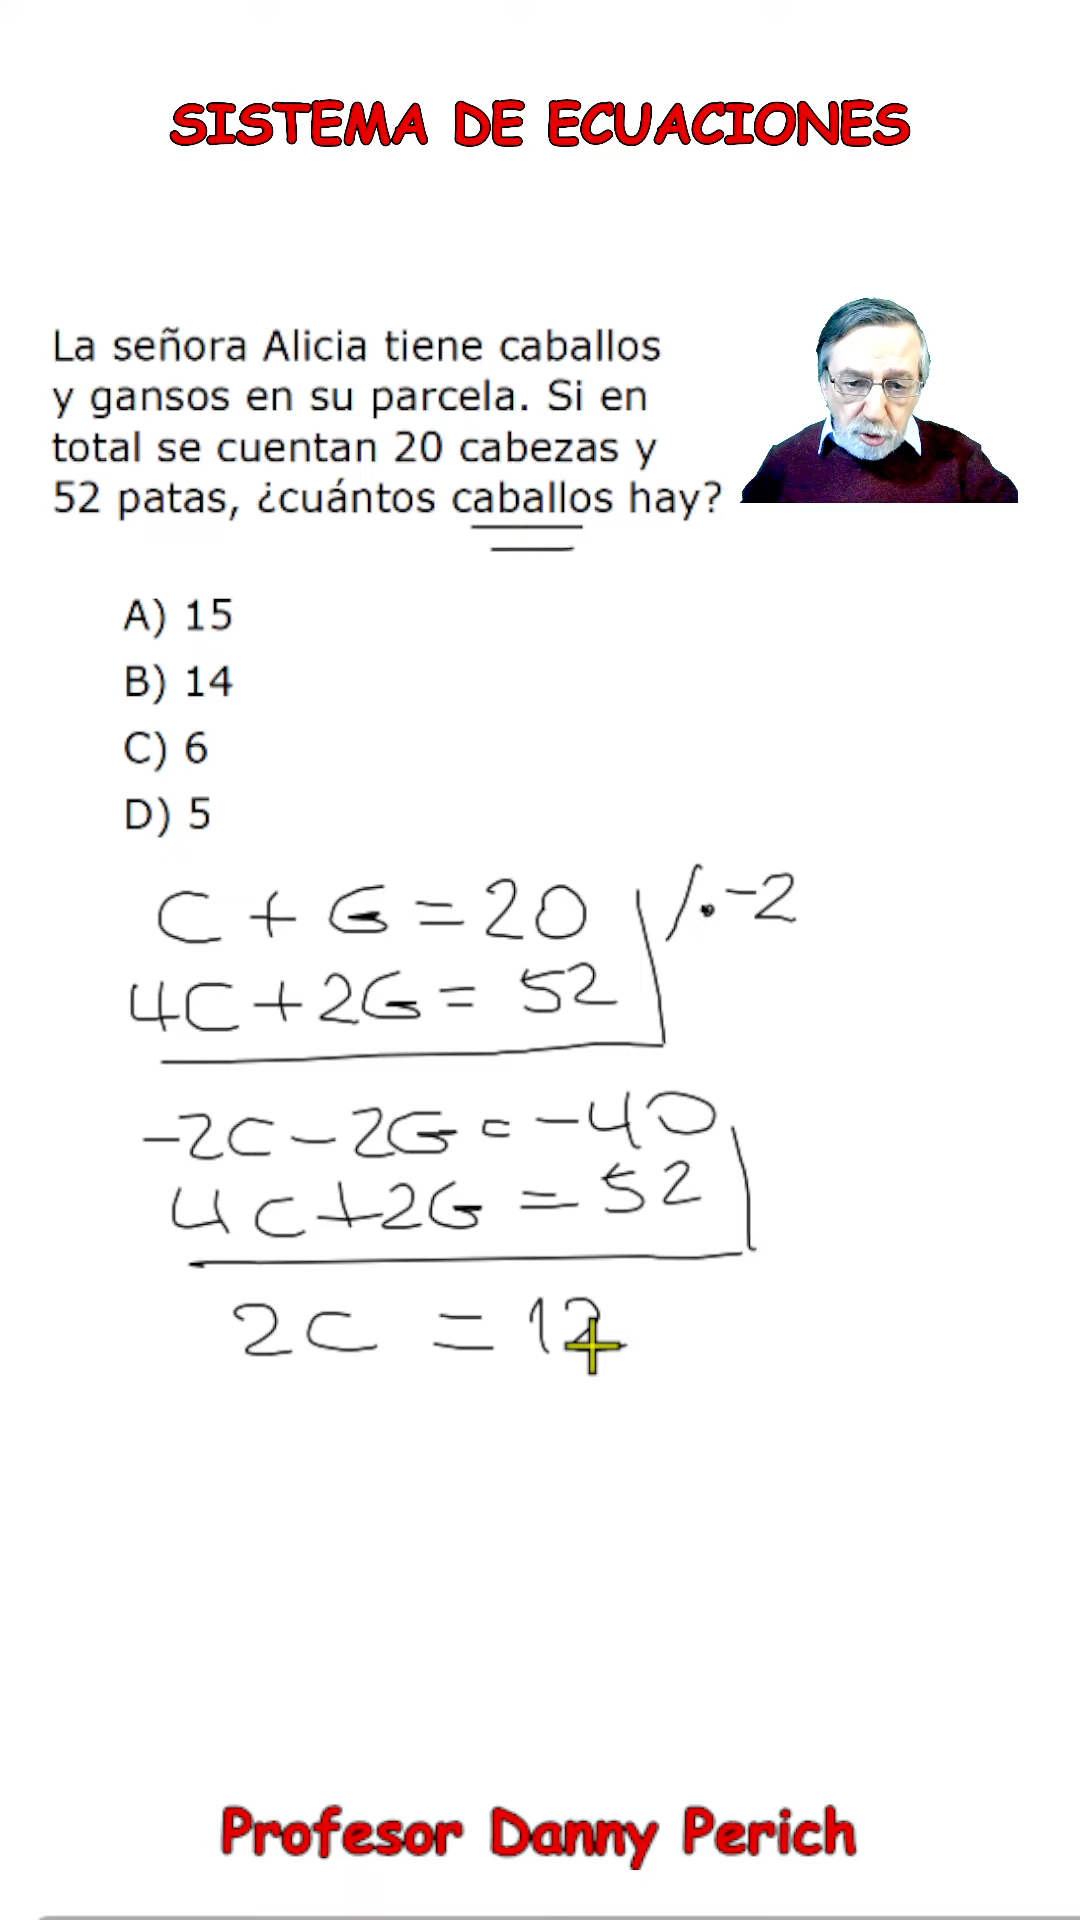 SISTEMA DE ECUACIONES
La señora Alicia tiene caballos
y gansos en su parcela. Si en
total se cuentan 20 cabezas y
52 patas, ¿cuántos caballos hay?
A) 15
B) 14
C) 6
D) 5
C + G = 20 /·-2
4C + 2G = 52
-2C - 2G = -40
4C + 2G = 52
2C = 12
Profesor Danny Perich